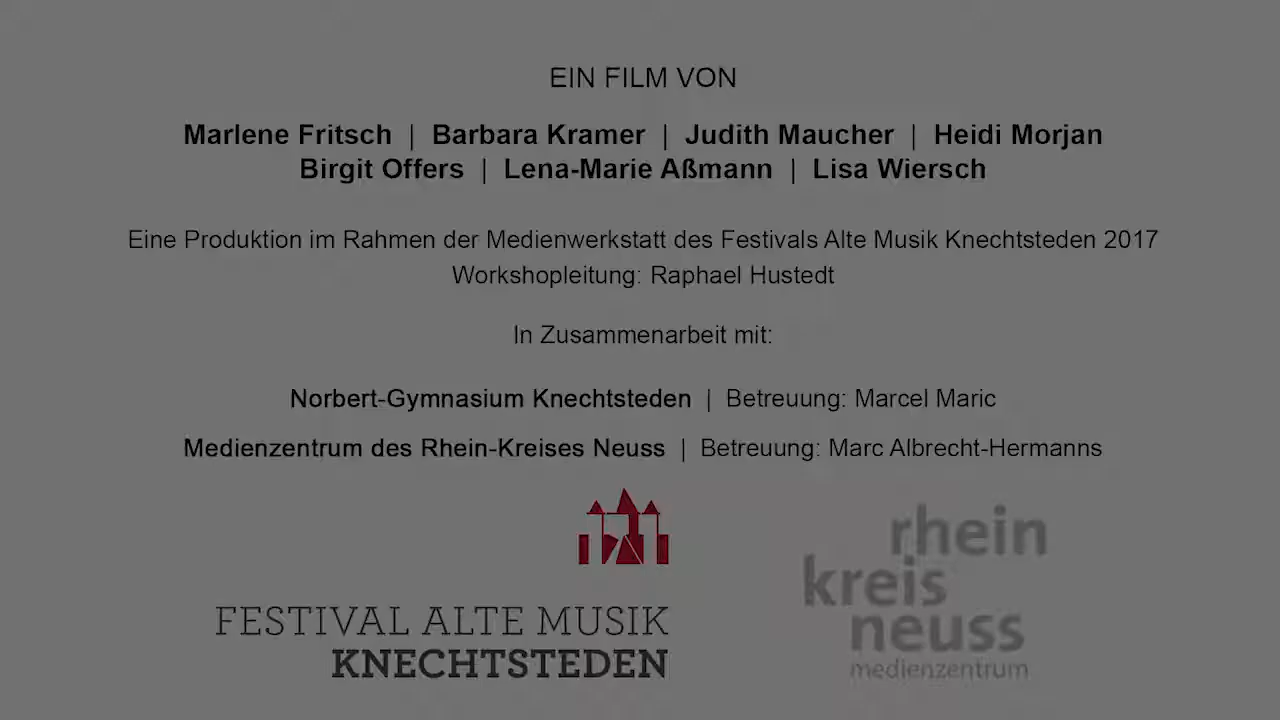 EIN FILM VON
Marlene Fritsch | Barbara Kramer | Judith Maucher | Heidi Morjan
Birgit Offers | Lena-Marie Aßmann | Lisa Wiersch
Eine Produktion im Rahmen der Medienwerkstatt des Festivals Alte Musik Knechtsteden 2017
Workshopleitung: Raphael Hustedt
In Zusammenarbeit mit:
Norbert-Gymnasium Knechtsteden | Betreuung: Marcel Maric
Medienzentrum des Rhein-Kreises Neuss | Betreuung: Marc Albrecht-Hermanns
FESTIVAL ALTE MUSIK
KNECHTSTEDEN
rhein
kreis
neuss
medienzentrum